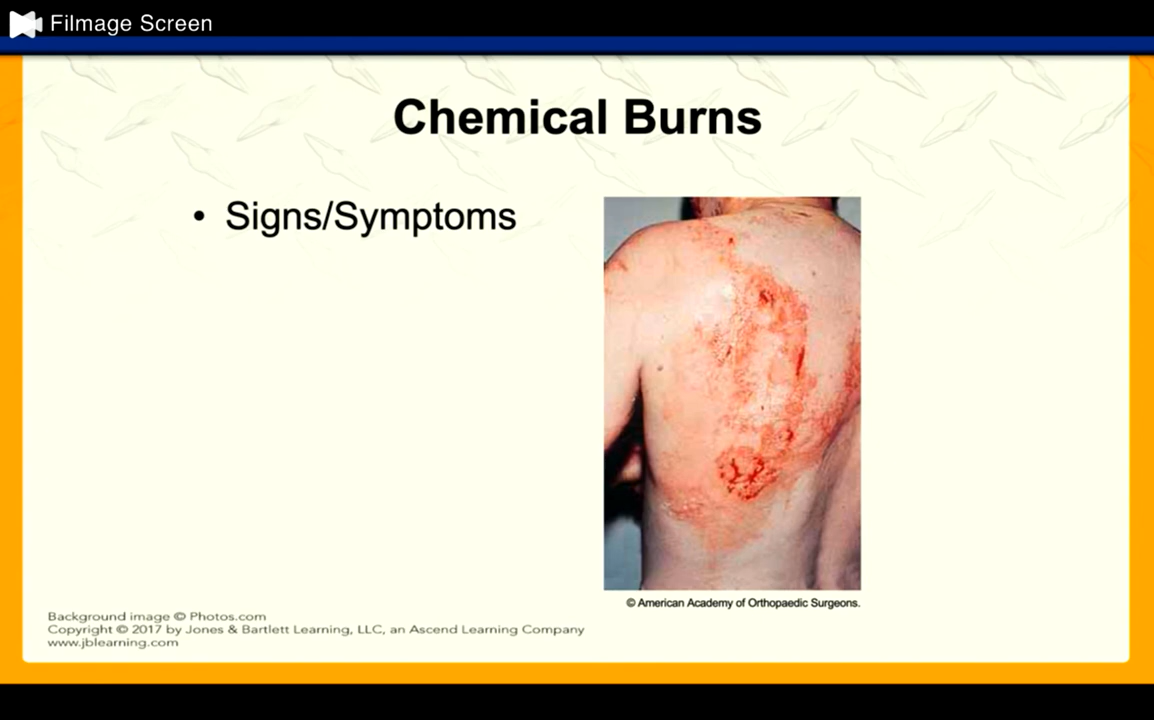 Filmage Screen
Chemical Burns
• Signs/Symptoms
© American Academy of Orthopaedic Surgeons.
Background image © Photos.com
Copyright © 2017 by Jones & Bartlett Learning, LLC, an Ascend Learning Company
www.jblearning.com